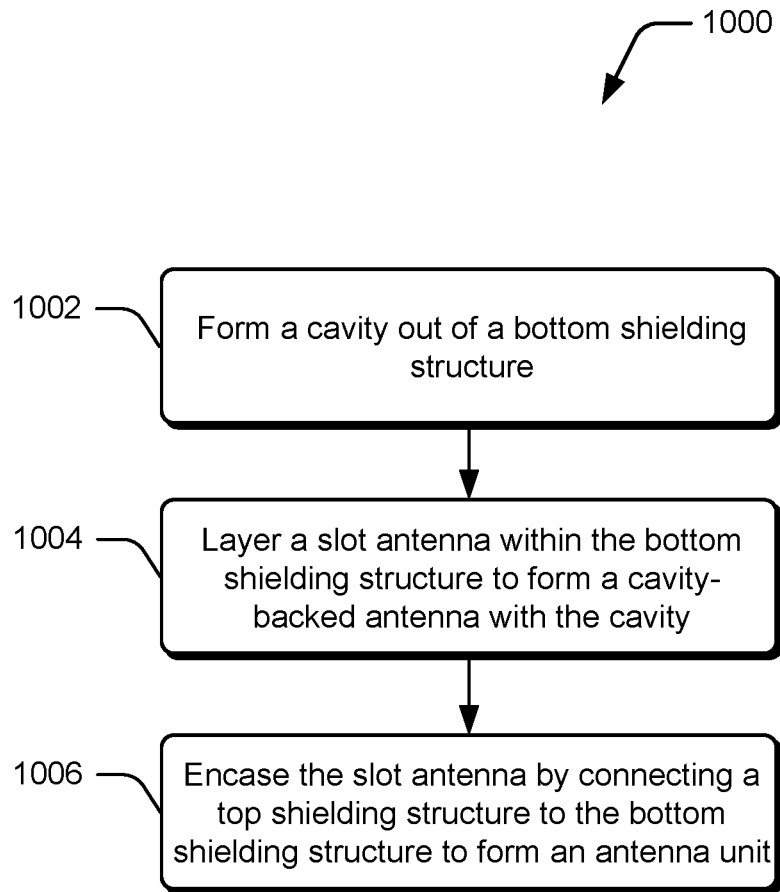 1000
1002
Form a cavity out of a bottom shielding
structure
1004
Layer a slot antenna within the bottom
shielding structure to form a cavity-
backed antenna with the cavity
1006
Encase the slot antenna by connecting a
top shielding structure to the bottom
shielding structure to form an antenna unit